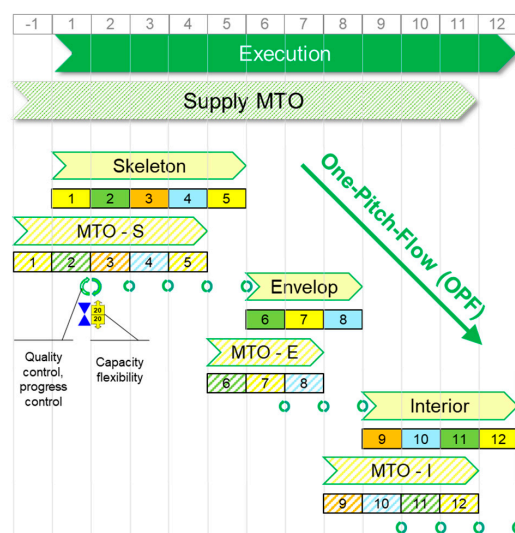 -1 1 2 3 4 5 6 7 8 9 10 11 12
Execution
Supply MTO
Skeleton
1 2 3 4 5
MTO - S
1 2 3 4 5
One-Pitch-Flow (OPF)
Envelop
6 7 8
20
20
MTO - E
6 7 8
Quality
control,
progress
control
Capacity
flexibility
Interior
9 10 11 12
MTO - I
9 10 11 12